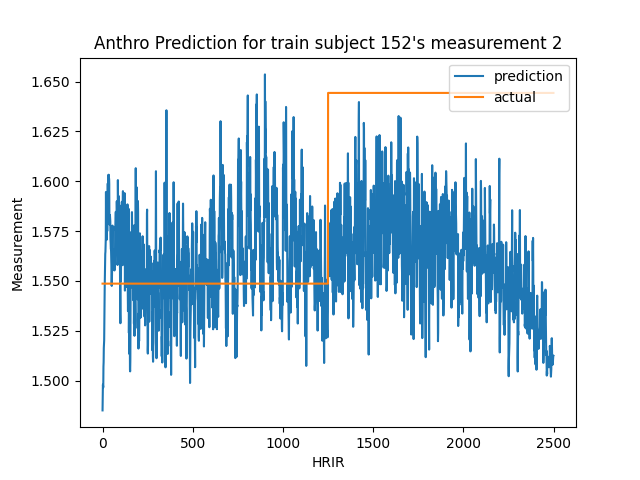 Anthro Prediction for train subject 152's measurement 2
prediction
actual
1.650
1.625
1.600
1.575
1.550
1.525
1.500
Measurement
0
500
1000
1500
2000
2500
HRIR